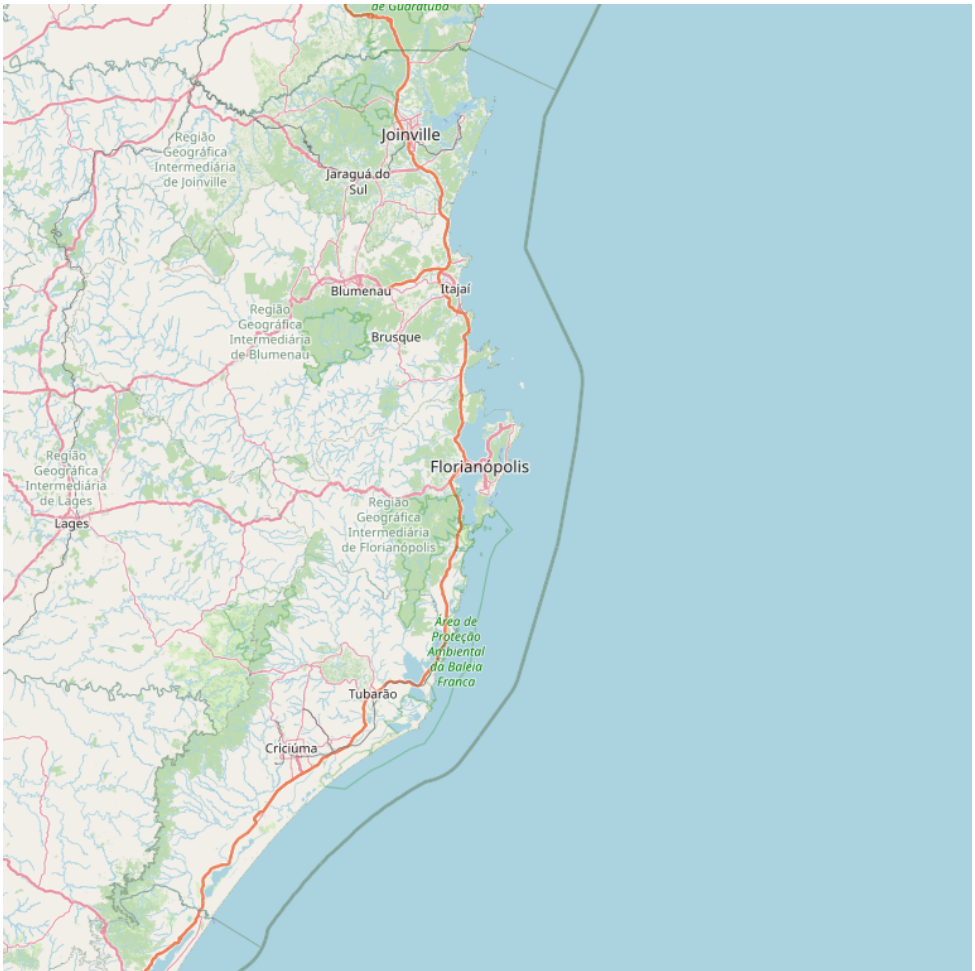 de Guaratuba
Joinville
Região
Geográfica
Intermediária
de Joinville
Jaraguá do
Sul
Blumenau
Itajaí
Região
Geográfica
Intermediária
de Blumenau
Brusque
Florianópolis
Região
Geográfica
Intermediária
de Lages
Lages
Região
Geográfica
Intermediária
de Florianópolis
Área de
Proteção
Ambiental
da Baleia
Franca
Tubarão
Criciúma